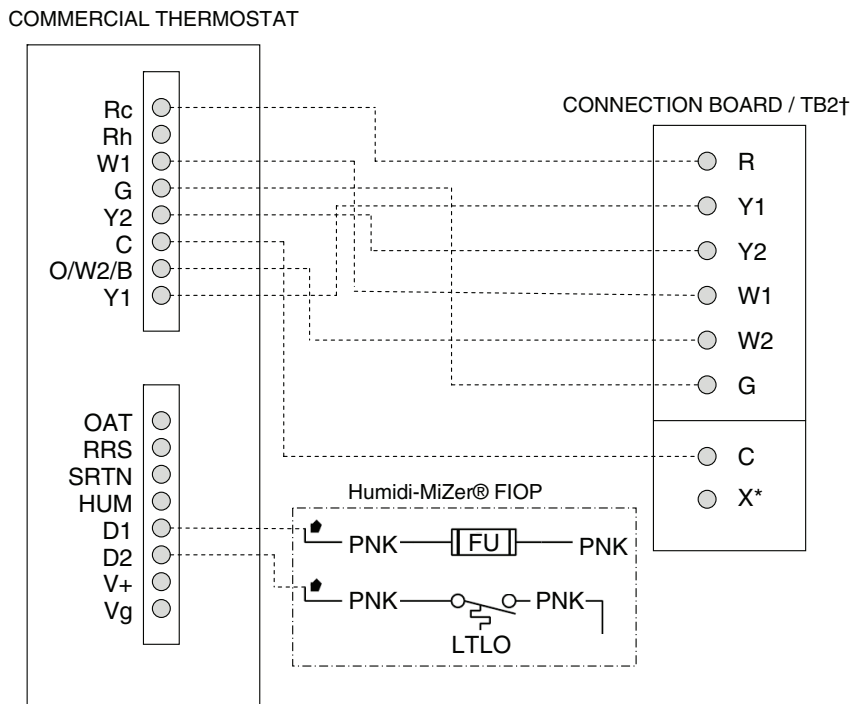 COMMERCIAL THERMOSTAT
Rc
Rh
W1
G
Y2
C
O/W2/B
Y1
OAT
RRS
SRTN
HUM
D1
D2
V+
Vg
CONNECTION BOARD / TB2†
R
Y1
Y2
W1
W2
G
C
X*
Humidi-MiZer® FIOP
PNK FU PNK
PNK PNK
LTLO